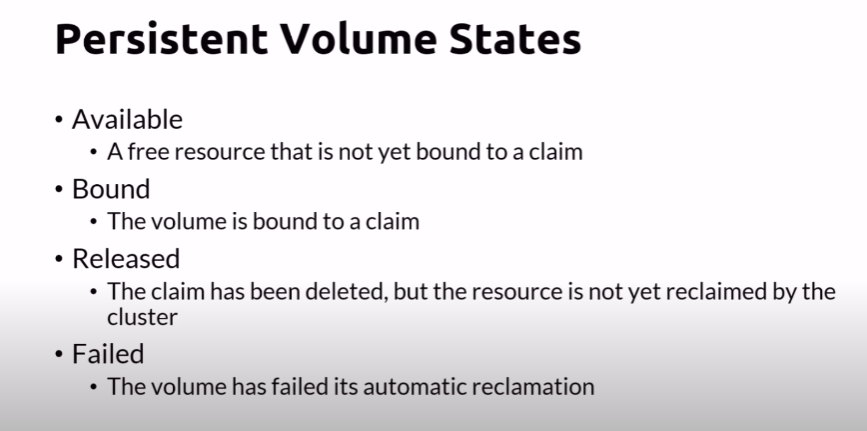 Persistent Volume States
• Available
• A free resource that is not yet bound to a claim
• Bound
• The volume is bound to a claim
• Released
• The claim has been deleted, but the resource is not yet reclaimed by the
cluster
• Failed
• The volume has failed its automatic reclamation